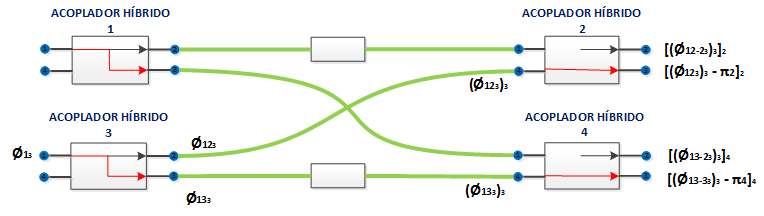 ACOPLADOR HÍBRIDO
1
ACOPLADOR HÍBRIDO
2
[(Ø₁₂₋₂₃)₃]₂
[(Ø₁₂₃)₃ - π₂]₂
(Ø₁₂₃)₃
ACOPLADOR HÍBRIDO
3
ACOPLADOR HÍBRIDO
4
Ø₁₃
Ø₁₂₃
[(Ø₁₃₋₂₃)₃]₄
Ø₁₃₃
(Ø₁₃₃)₃
[(Ø₁₃₋₃₃)₃ - π₄]₄